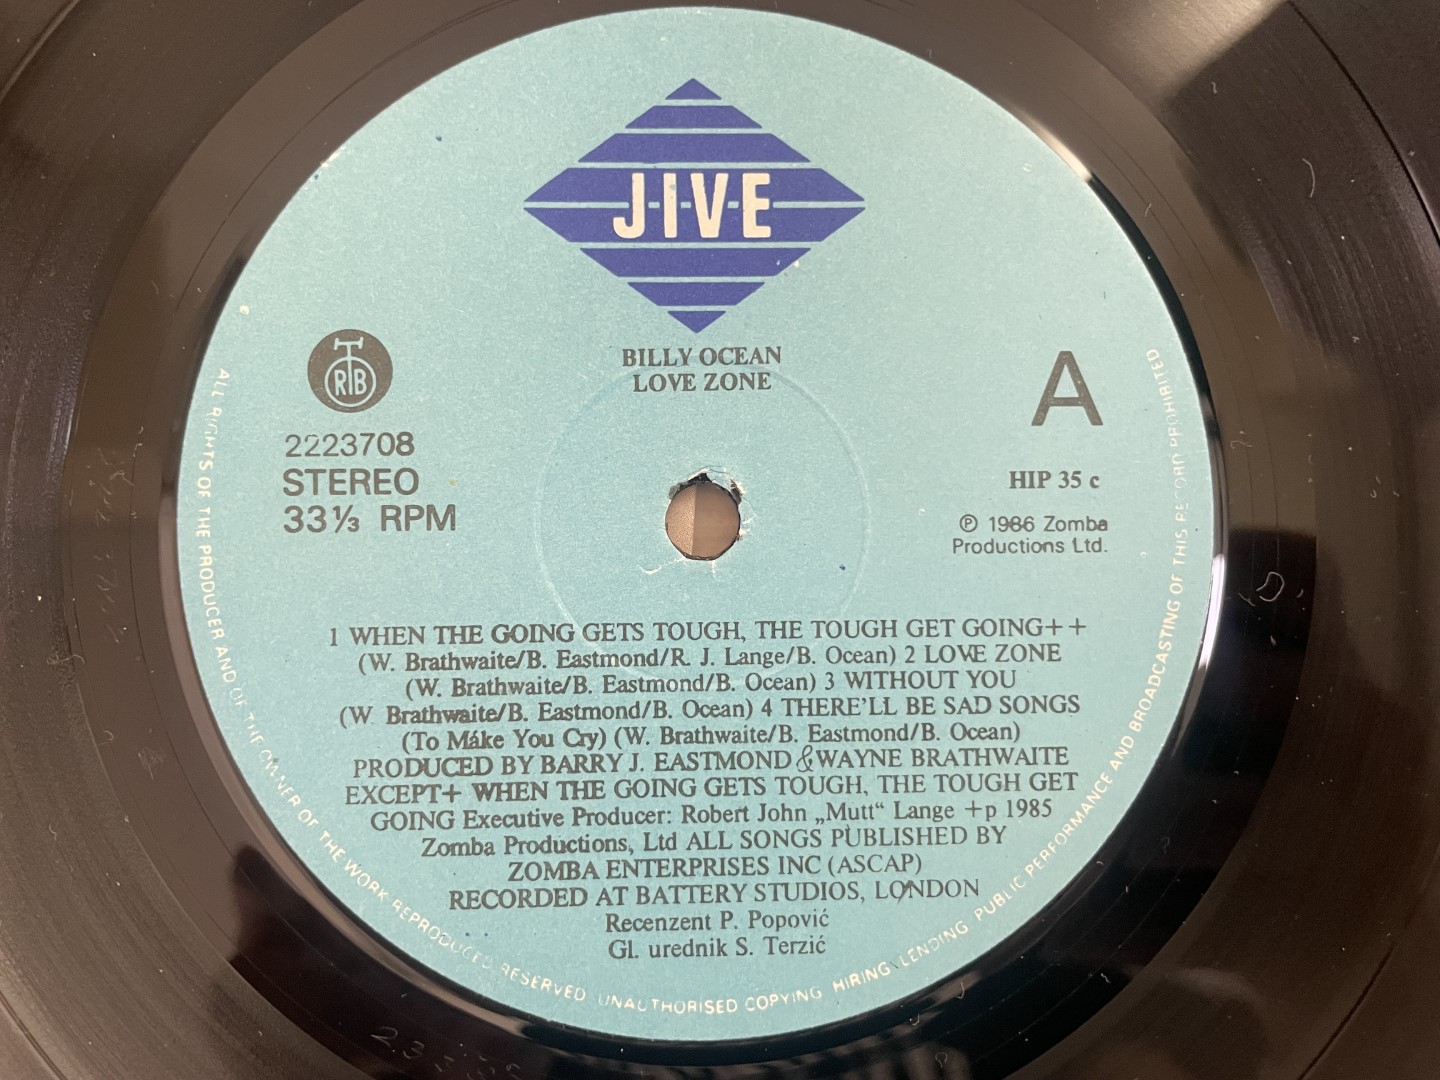 JIVE
BILLY OCEAN
LOVE ZONE
RTB
2223708
STEREO
33⅓ RPM
A
HIP 35 c
℗ 1986 Zomba
Productions Ltd.
1 WHEN THE GOING GETS TOUGH, THE TOUGH GET GOING++
(W. Brathwaite/B. Eastmond/R. J. Lange/B. Ocean) 2 LOVE ZONE
(W. Brathwaite/B. Eastmond/B. Ocean) 3 WITHOUT YOU
(W Brathwaite/B. Eastmond/B. Ocean) 4 THERE'LL BE SAD SONGS
(To Máke You Cry) (W. Brathwaite/B. Eastmond/B. Ocean)
PRODUCED BY BARRY J. EASTMOND & WAYNE BRATHWAITE
EXCEPT+ WHEN THE GOING GETS TOUGH, THE TOUGH GET
GOING Executive Producer: Robert John „Mutt“ Lange +p 1985
Zomba Productions, Ltd ALL SONGS PUBLISHED BY
ZOMBA ENTERPRISES INC (ASCAP)
RECORDED AT BATTERY STUDIOS, LONDON
Recenzent P. Popović
Gl. urednik S. Terzić
ALL RIGHTS OF THE PRODUCER AND OF THE OWNER OF THE WORK REPRODUCED RESERVED UNAUTHORISED COPYING HIRING LENDING PUBLIC PERFORMANCE AND BROADCASTING OF THIS RECORD PROHIBITED